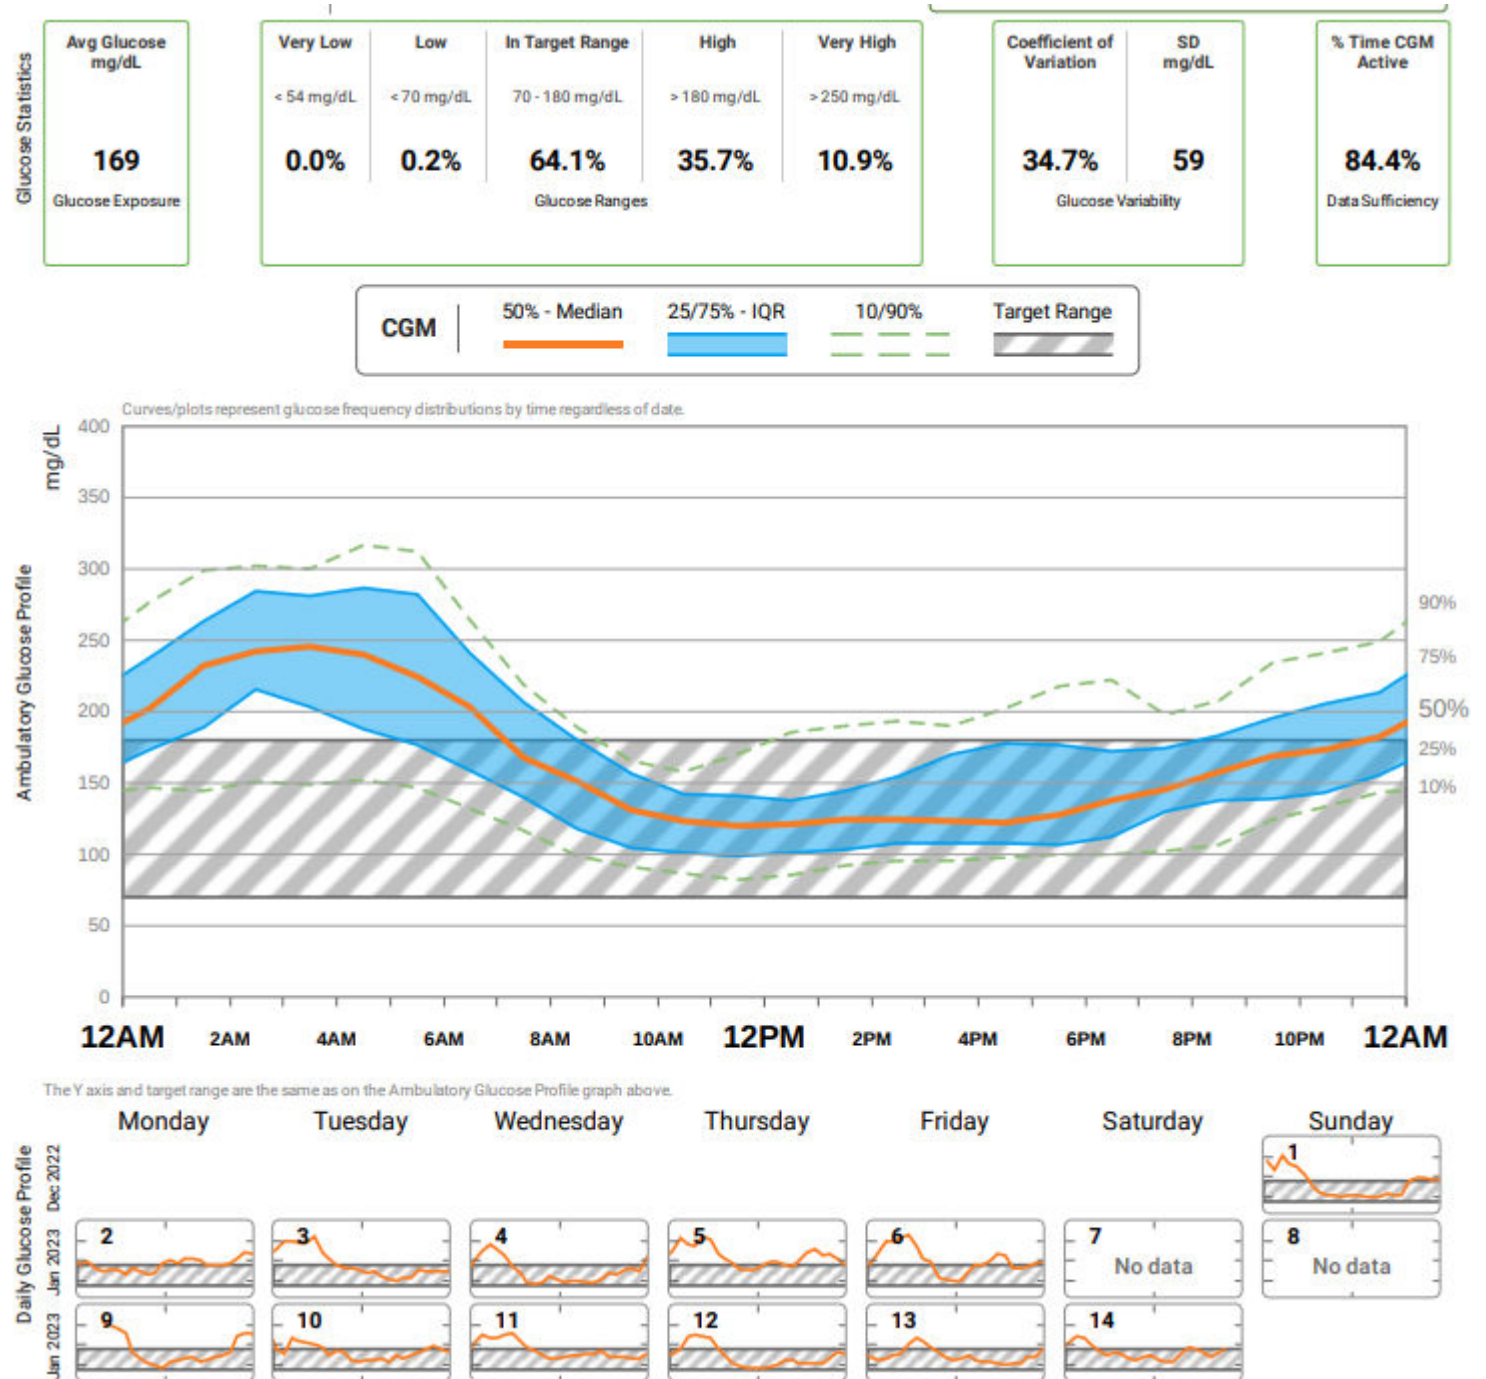 Glucose Statistics
Avg Glucose
mg/dL
169
Glucose Exposure
Very Low
< 54 mg/dL
0.0%
Low
< 70 mg/dL
0.2%
In Target Range
70 - 180 mg/dL
64.1%
High
> 180 mg/dL
35.7%
Very High
> 250 mg/dL
10.9%
Glucose Ranges
Coefficient of
Variation
34.7%
SD
mg/dL
59
Glucose Variability
% Time CGM
Active
84.4%
Data Sufficiency
CGM
50% - Median
25/75% - IQR
10/90%
Target Range
Curves/plots represent glucose frequency distributions by time regardless of date.
Ambulatory Glucose Profile
mg/dL
400
350
300
250
200
150
100
50
0
90%
75%
50%
25%
10%
12AM 2AM 4AM 6AM 8AM 10AM 12PM 2PM 4PM 6PM 8PM 10PM 12AM
The Y axis and target range are the same as on the Ambulatory Glucose Profile graph above.
Daily Glucose Profile
Monday Tuesday Wednesday Thursday Friday Saturday Sunday
Dec 2022
1
Jan 2023
2 3 4 5 6 7 8
No data No data
Jan 2023
9 10 11 12 13 14